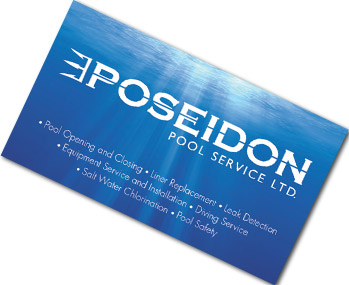 POSEIDON
POOL SERVICE LTD.
• Pool Opening and Closing • Liner Replacement • Leak Detection
• Equipment Service and Installation • Diving Service
• Salt Water Chlorination • Pool Safety